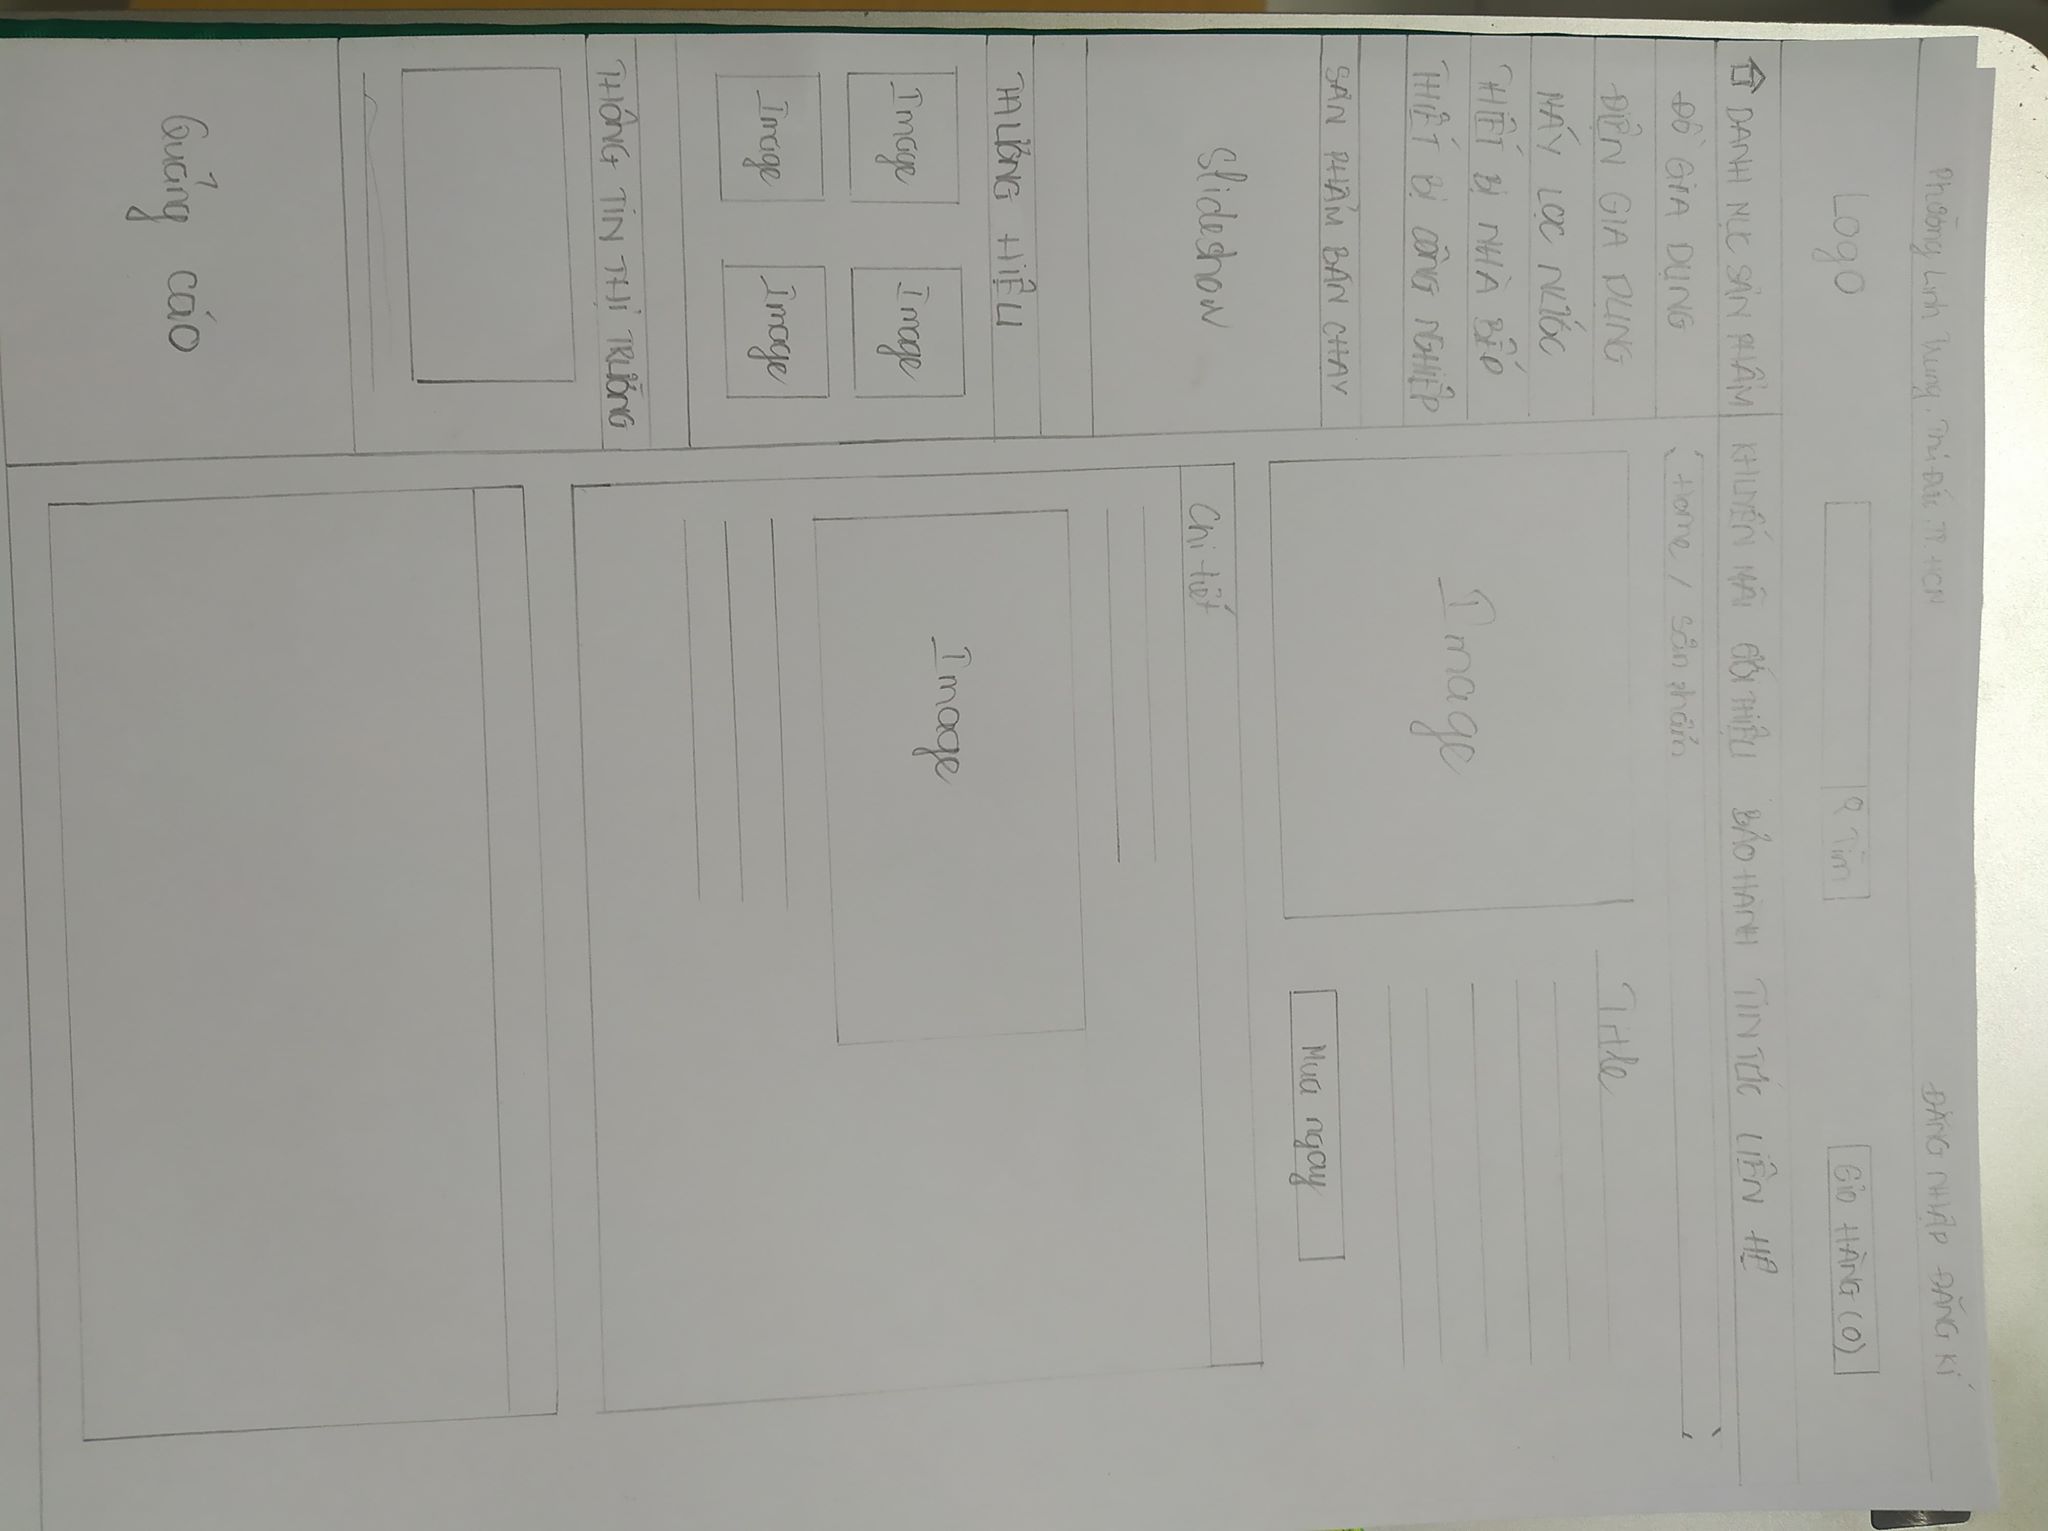 Phường Linh Trung. Thủ Đức. TP. HCM ĐĂNG NHẬP ĐĂNG KÍ
Logo Tìm GIỎ HÀNG (0)
DANH MỤC SẢN PHẨM KHUYẾN MÃI GIỚI THIỆU BẢO HÀNH TIN TỨC LIÊN HỆ
ĐỒ GIA DỤNG
Home / Sản phẩm
ĐIỆN GIA DỤNG
Title
MÁY LỌC NƯỚC
THIẾT BỊ NHÀ BẾP
Image
THIẾT BỊ CÔNG NGHIỆP
SẢN PHẨM BÁN CHẠY
Mua ngay
Slideshow
Chi tiết
THƯƠNG HIỆU
Image Image
Image
Image Image
THÔNG TIN THỊ TRƯỜNG
Quảng cáo